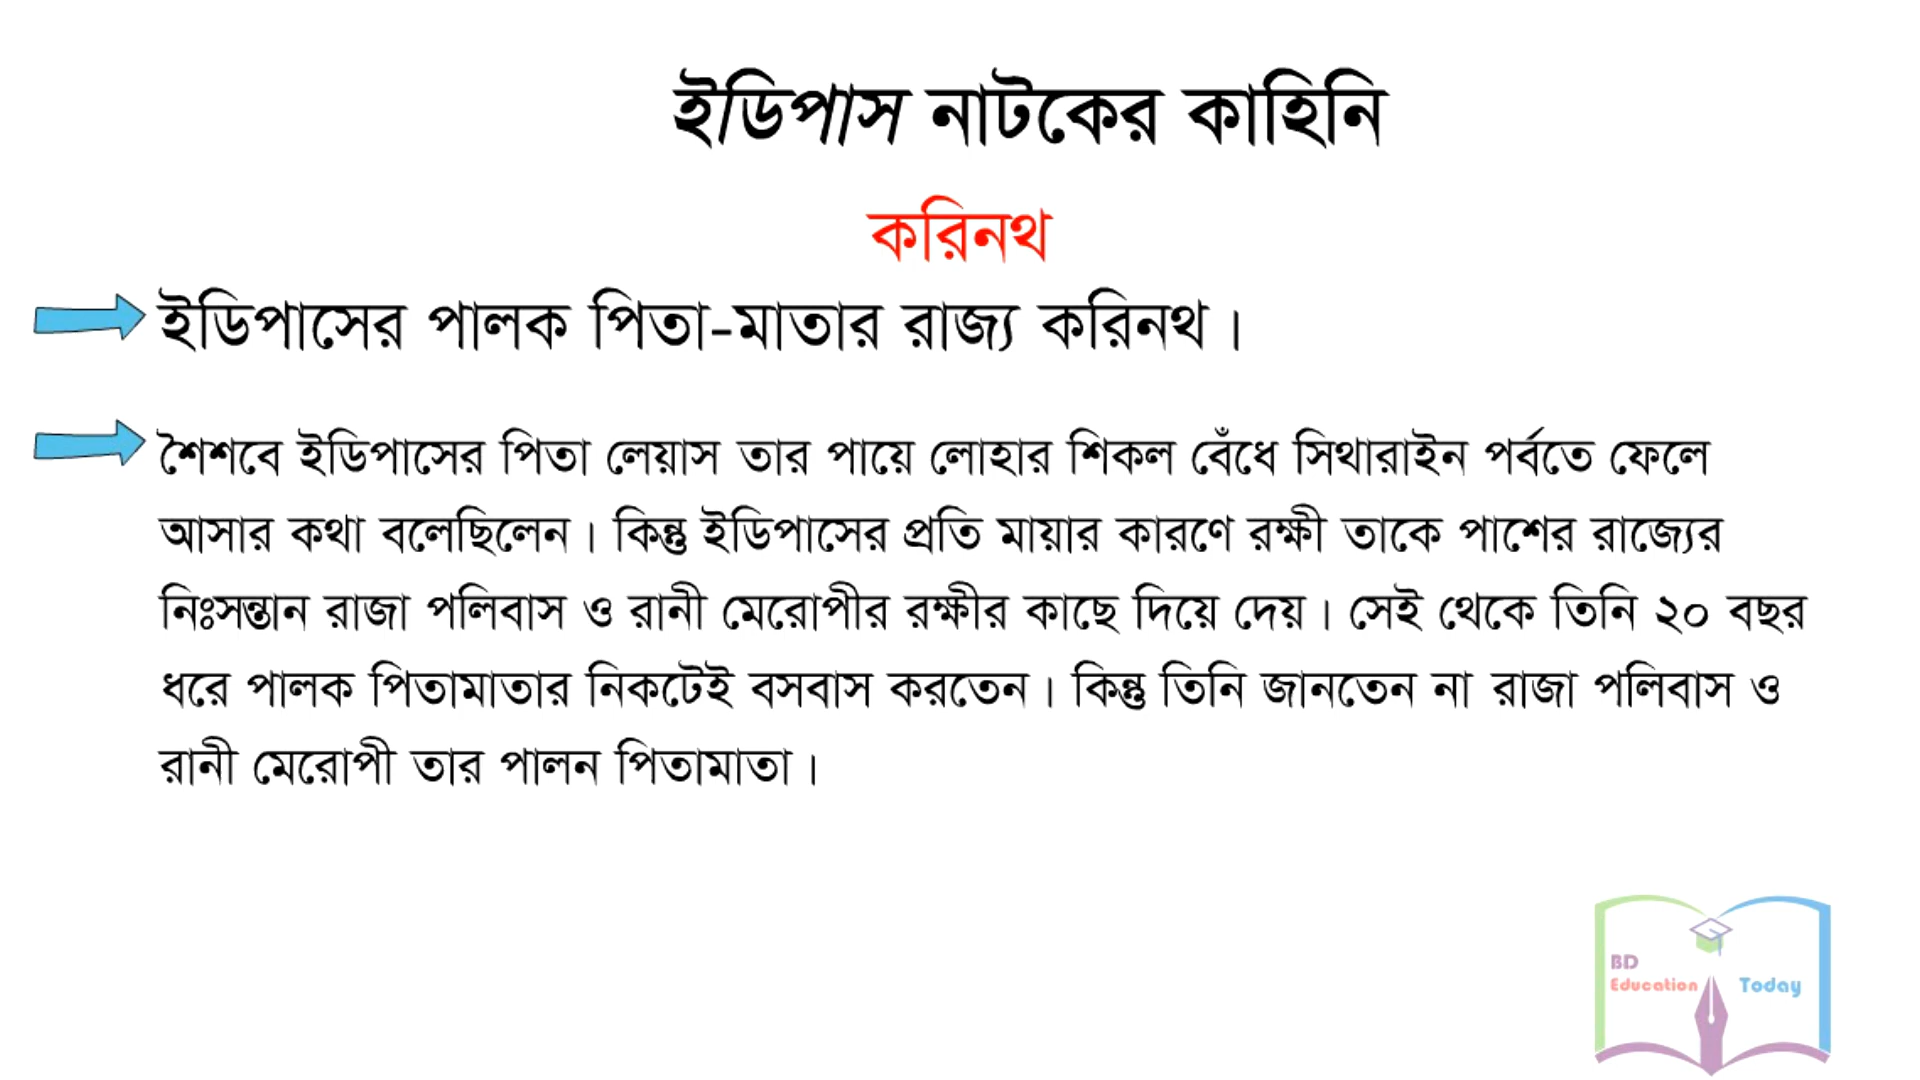 ইডিপাস নাটকের কাহিনি
করিনথ
ইডিপাসের পালক পিতা-মাতার রাজ্য করিনথ।
শৈশবে ইডিপাসের পিতা লেয়াস তার পায়ে লোহার শিকল বেঁধে সিথারাইন পর্বতে ফেলে
আসার কথা বলেছিলেন। কিন্তু ইডিপাসের প্রতি মায়ার কারণে রক্ষী তাকে পাশের রাজ্যের
নিঃসন্তান রাজা পলিবাস ও রানী মেরোপীর রক্ষীর কাছে দিয়ে দেয়। সেই থেকে তিনি ২০ বছর
ধরে পালক পিতামাতার নিকটেই বসবাস করতেন। কিন্তু তিনি জানতেন না রাজা পলিবাস ও
রানী মেরোপী তার পালন পিতামাতা।
BD
Education Today